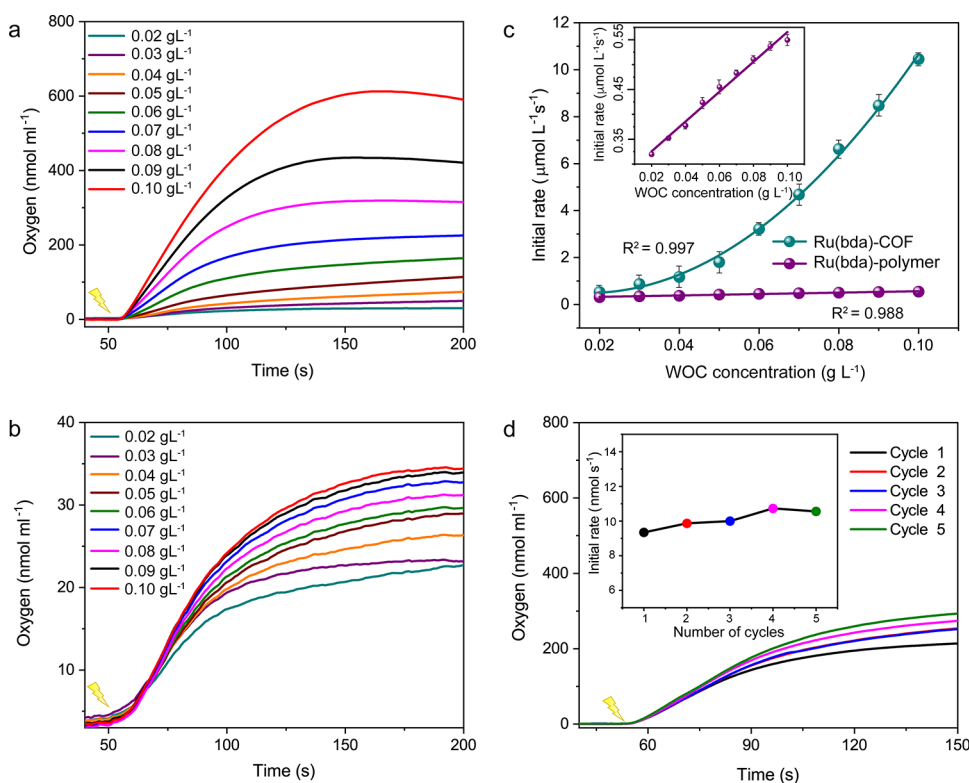 a
800
600
400
200
0
Oxygen (nmol ml⁻¹)
0.02 gL⁻¹
0.03 gL⁻¹
0.04 gL⁻¹
0.05 gL⁻¹
0.06 gL⁻¹
0.07 gL⁻¹
0.08 gL⁻¹
0.09 gL⁻¹
0.10 gL⁻¹
50 100 150 200
Time (s)
c
12
10
8
6
4
2
0
Initial rate (μmol L⁻¹s⁻¹)
0.55
0.45
0.35
Initial rate (μmol L⁻¹s⁻¹)
0.02 0.04 0.06 0.08 0.10
WOC concentration (g L⁻¹)
R² = 0.997
Ru(bda)-COF
Ru(bda)-polymer
R² = 0.988
0.02 0.04 0.06 0.08 0.10
WOC concentration (g L⁻¹)
b
40
30
20
10
Oxygen (nmol ml⁻¹)
0.02 gL⁻¹
0.03 gL⁻¹
0.04 gL⁻¹
0.05 gL⁻¹
0.06 gL⁻¹
0.07 gL⁻¹
0.08 gL⁻¹
0.09 gL⁻¹
0.10 gL⁻¹
50 100 150 200
Time (s)
d
800
600
400
200
0
Oxygen (nmol ml⁻¹)
14
12
10
8
6
Initial rate (nmol s⁻¹)
1 2 3 4 5
Number of cycles
Cycle 1
Cycle 2
Cycle 3
Cycle 4
Cycle 5
60 90 120 150
Time (s)